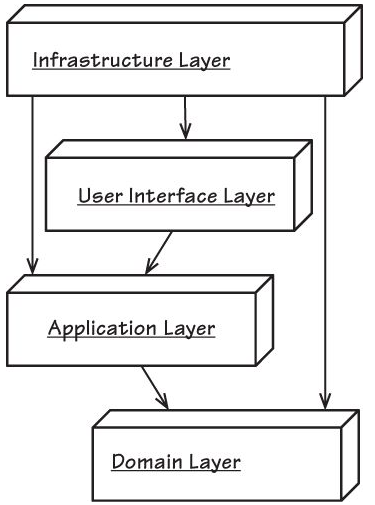 Infrastructure Layer
User Interface Layer
Application Layer
Domain Layer